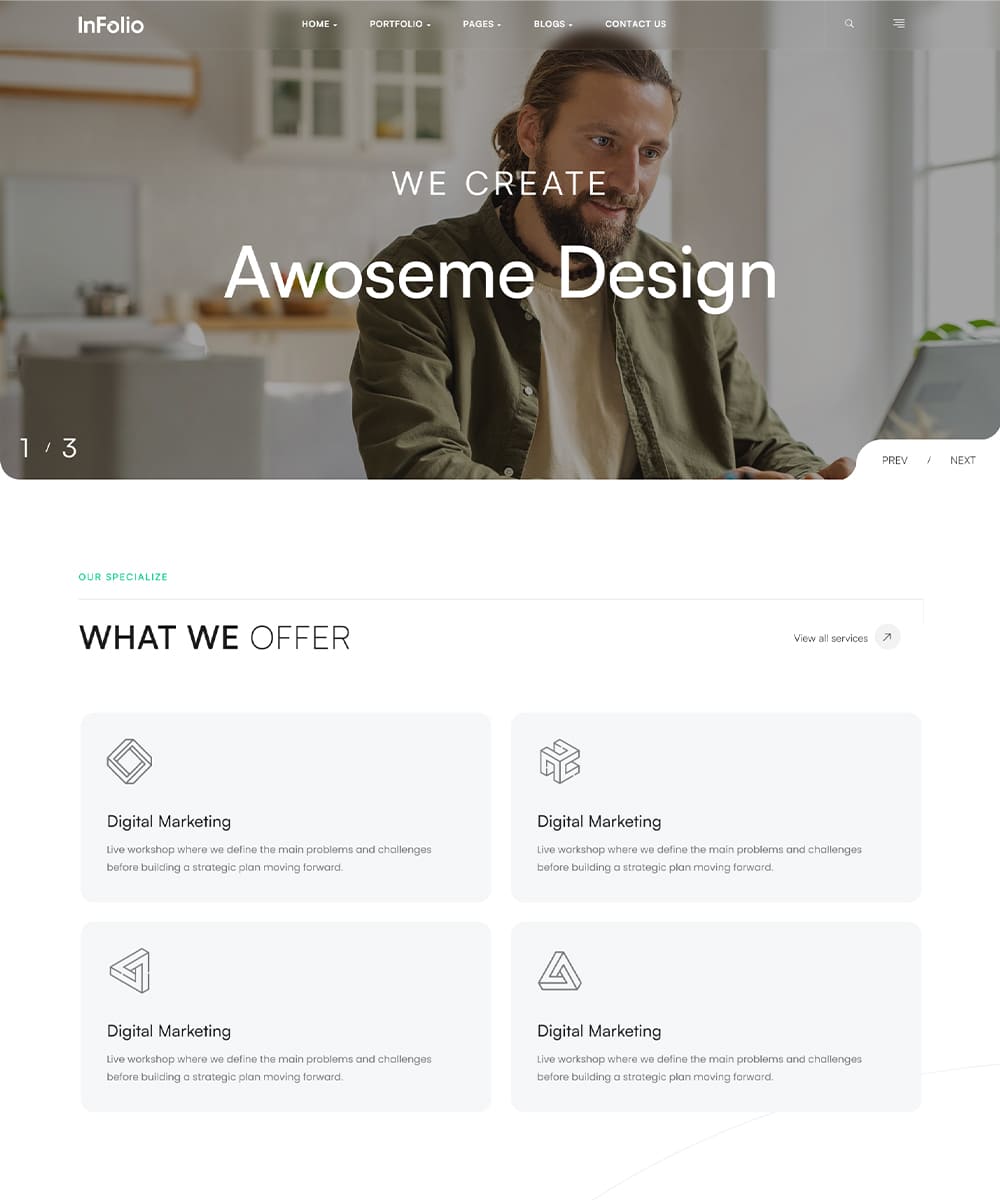 InFolio
HOME
PORTFOLIO
PAGES
BLOGS
CONTACT US
WE CREATE
Awoseme Design
1 / 3
PREV / NEXT
OUR SPECIALIZE
WHAT WE OFFER
View all services
Digital Marketing
Live workshop where we define the main problems and challenges
before building a strategic plan moving forward.
Digital Marketing
Live workshop where we define the main problems and challenges
before building a strategic plan moving forward.
Digital Marketing
Live workshop where we define the main problems and challenges
before building a strategic plan moving forward.
Digital Marketing
Live workshop where we define the main problems and challenges
before building a strategic plan moving forward.